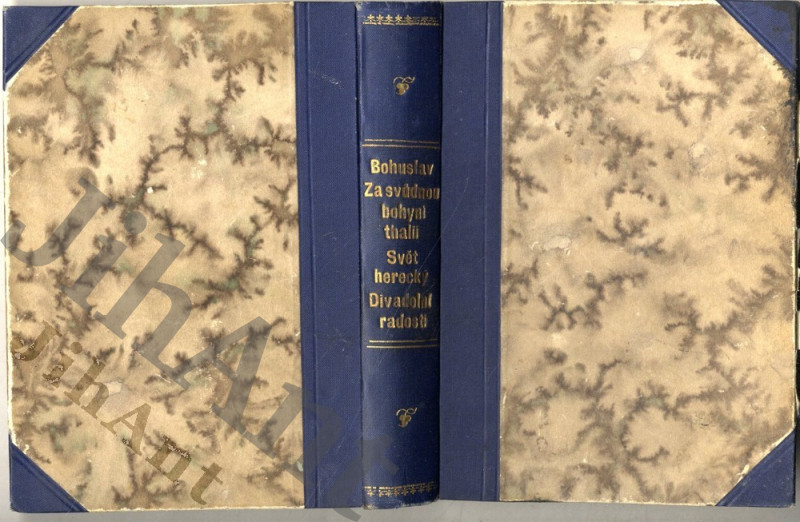 Bohuslav
Za svůdnou
bohyní
thalií
Svět
herecký
Divadelní
radosti
JihAnt
JihAnt